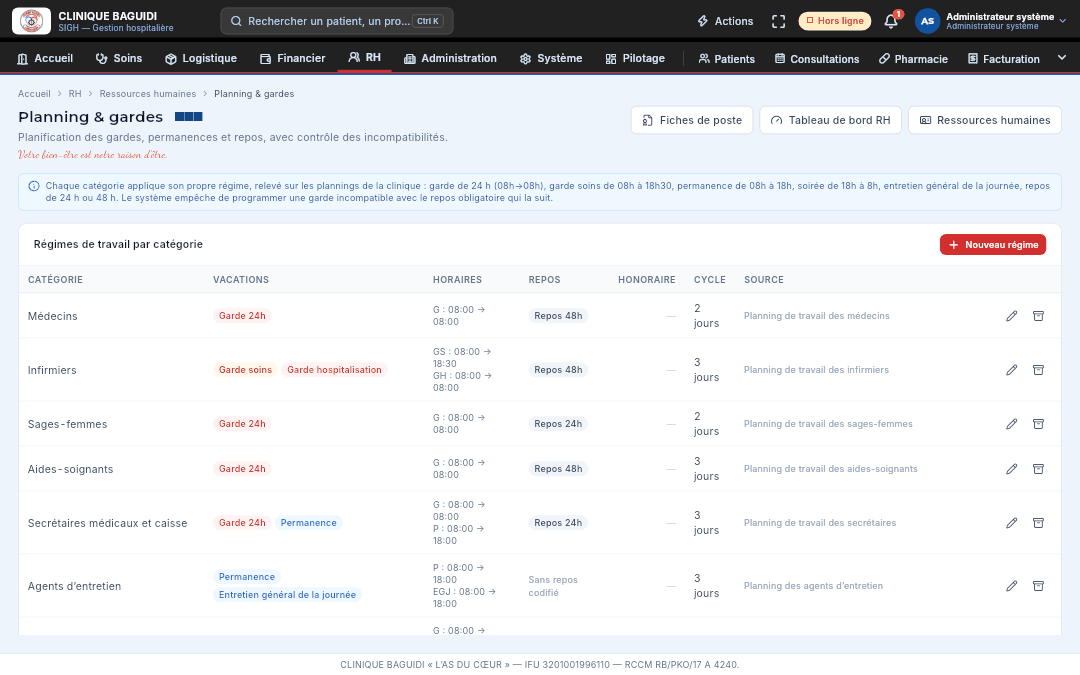 CLINIQUE BAGUIDI
SIGH — Gestion hospitalière
Rechercher un patient, un pro... Ctrl K
Actions
Hors ligne
1
AS
Administrateur système
Administrateur système
Accueil Soins Logistique Financier RH Administration Système Pilotage Patients Consultations Pharmacie Facturation
Accueil > RH > Ressources humaines > Planning & gardes
Planning & gardes
Planification des gardes, permanences et repos, avec contrôle des incompatibilités.
Votre bien-être est notre raison d'être.
Fiches de poste
Tableau de bord RH
Ressources humaines
Chaque catégorie applique son propre régime, relevé sur les plannings de la clinique : garde de 24 h (08h→08h), garde soins de 08h à 18h30, permanence de 08h à 18h, soirée de 18h à 8h, entretien général de la journée, repos
de 24 h ou 48 h. Le système empêche de programmer une garde incompatible avec le repos obligatoire qui la suit.
Régimes de travail par catégorie
+ Nouveau régime
CATÉGORIE VACATIONS HORAIRES REPOS HONORAIRE CYCLE SOURCE
Médecins
Garde 24h
G : 08:00 →
08:00
Repos 48h
—
2
jours
Planning de travail des médecins
Infirmiers
Garde soins Garde hospitalisation
GS : 08:00 →
18:30
GH : 08:00 →
08:00
Repos 48h
—
3
jours
Planning de travail des infirmiers
Sages-femmes
Garde 24h
G : 08:00 →
08:00
Repos 24h
—
2
jours
Planning de travail des sages-femmes
Aides-soignants
Garde 24h
G : 08:00 →
08:00
Repos 48h
—
3
jours
Planning de travail des aides-soignants
Secrétaires médicaux et caisse
Garde 24h Permanence
G : 08:00 →
08:00
P : 08:00 →
18:00
Repos 24h
—
3
jours
Planning de travail des secrétaires
Agents d'entretien
Permanence
Entretien général de la journée
P : 08:00 →
18:00
EGJ : 08:00 →
18:00
Sans repos
codifié
—
3
jours
Planning des agents d'entretien
G : 08:00 →
CLINIQUE BAGUIDI « L'AS DU CŒUR » — IFU 3201001996110 — RCCM RB/PKO/17 A 4240.